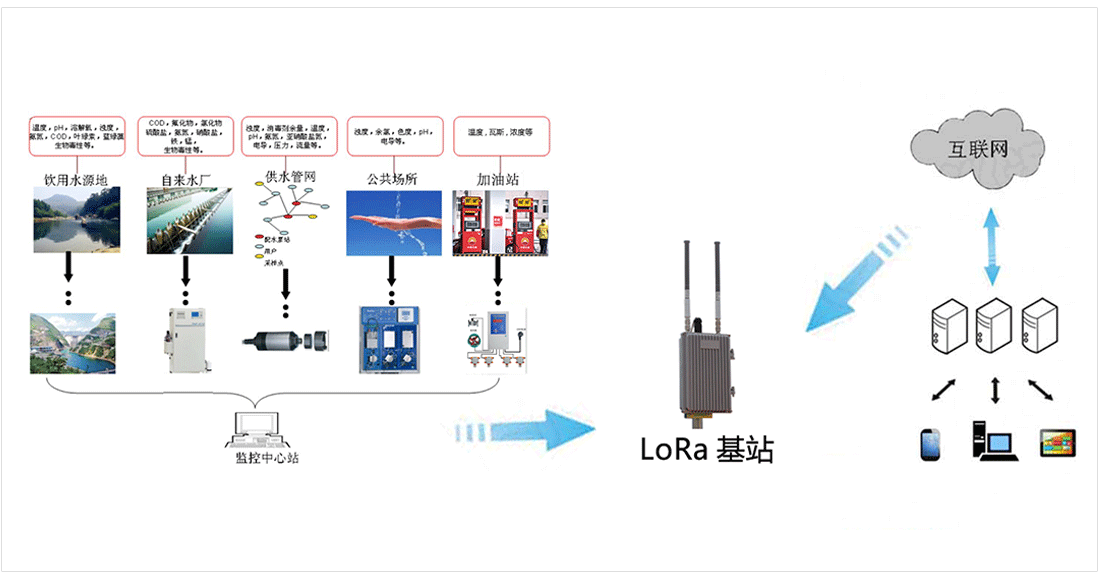 温度，pH，溶解氧，浊度，
氨氮，COD，叶绿素，蓝绿藻
生物毒性等。
COD，氟化物，氯化物
硫酸盐，氨氮，硝酸盐，
铁，锰，
生物毒性等。
浊度，消毒剂余量，温度，
pH，氨氮，亚硝酸盐氮，
电导，压力，流量等。
浊度，余氯，色度，pH，
电导等。
温度，瓦斯，浓度等
饮用水源地
自来水厂
供水管网
公共场所
加油站
配水泵站
用户
采样点
监控中心站
LoRa 基站
互联网